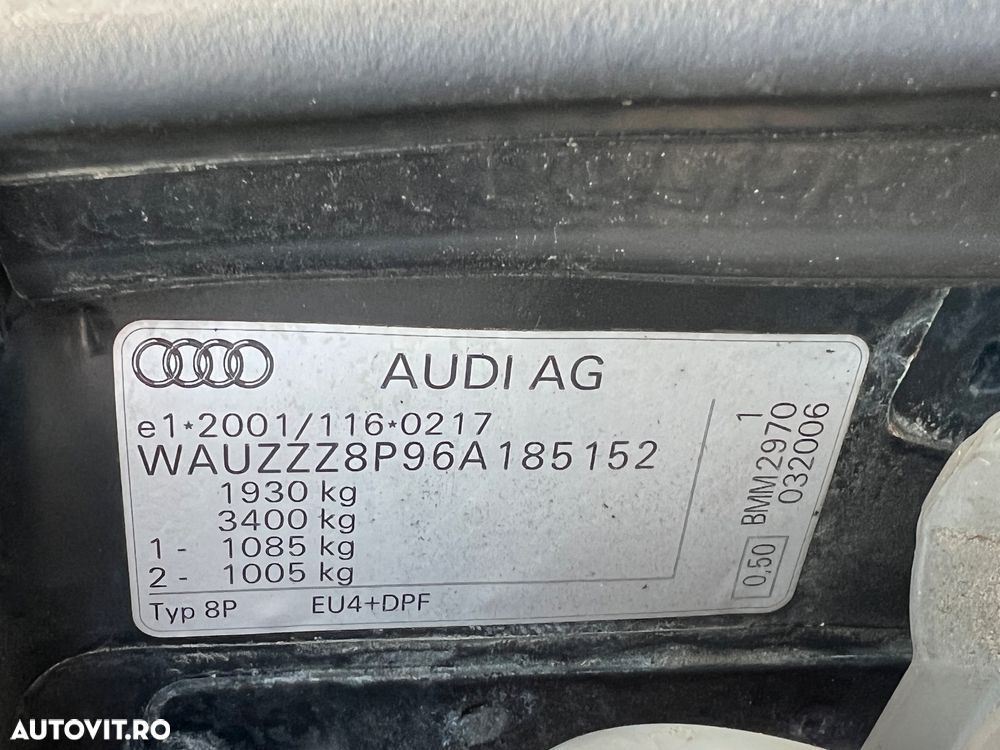 AUDI AG
e1*2001/116*0217
WAUZZZ8P96A185152
1930 kg
3400 kg
1 - 1085 kg
2 - 1005 kg
Typ 8P EU4+DPF
0,50 BMM2970 1
032006
AUTOVIT.RO